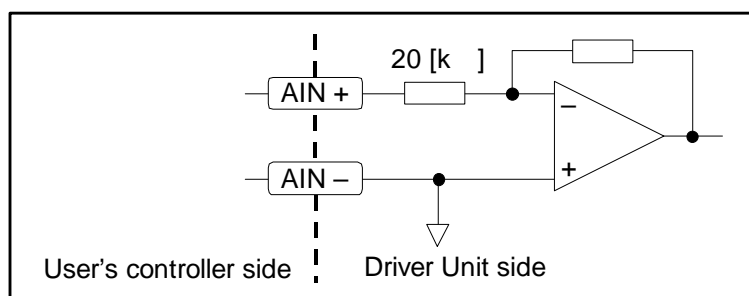 20 [k ]
AIN +
–
+
AIN –
User's controller side
Driver Unit side